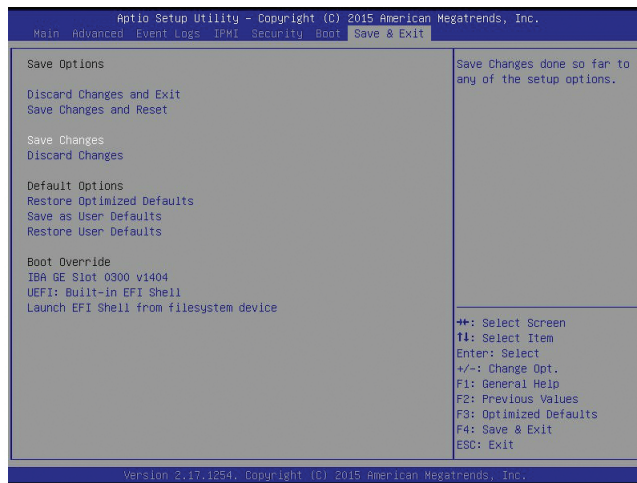 Aptio Setup Utility – Copyright (C) 2015 American Megatrends, Inc.
Main Advanced Event Logs IPMI Security Boot Save & Exit
Save Options
Discard Changes and Exit
Save Changes and Reset
Save Changes
Discard Changes
Default Options
Restore Optimized Defaults
Save as User Defaults
Restore User Defaults
Boot Override
IBA GE Slot 0300 v1404
UEFI: Built-in EFI Shell
Launch EFI Shell from filesystem device
Save Changes done so far to
any of the setup options.
→←: Select Screen
↑↓: Select Item
Enter: Select
+/-: Change Opt.
F1: General Help
F2: Previous Values
F3: Optimized Defaults
F4: Save & Exit
ESC: Exit
Version 2.17.1254. Copyright (C) 2015 American Megatrends, Inc.